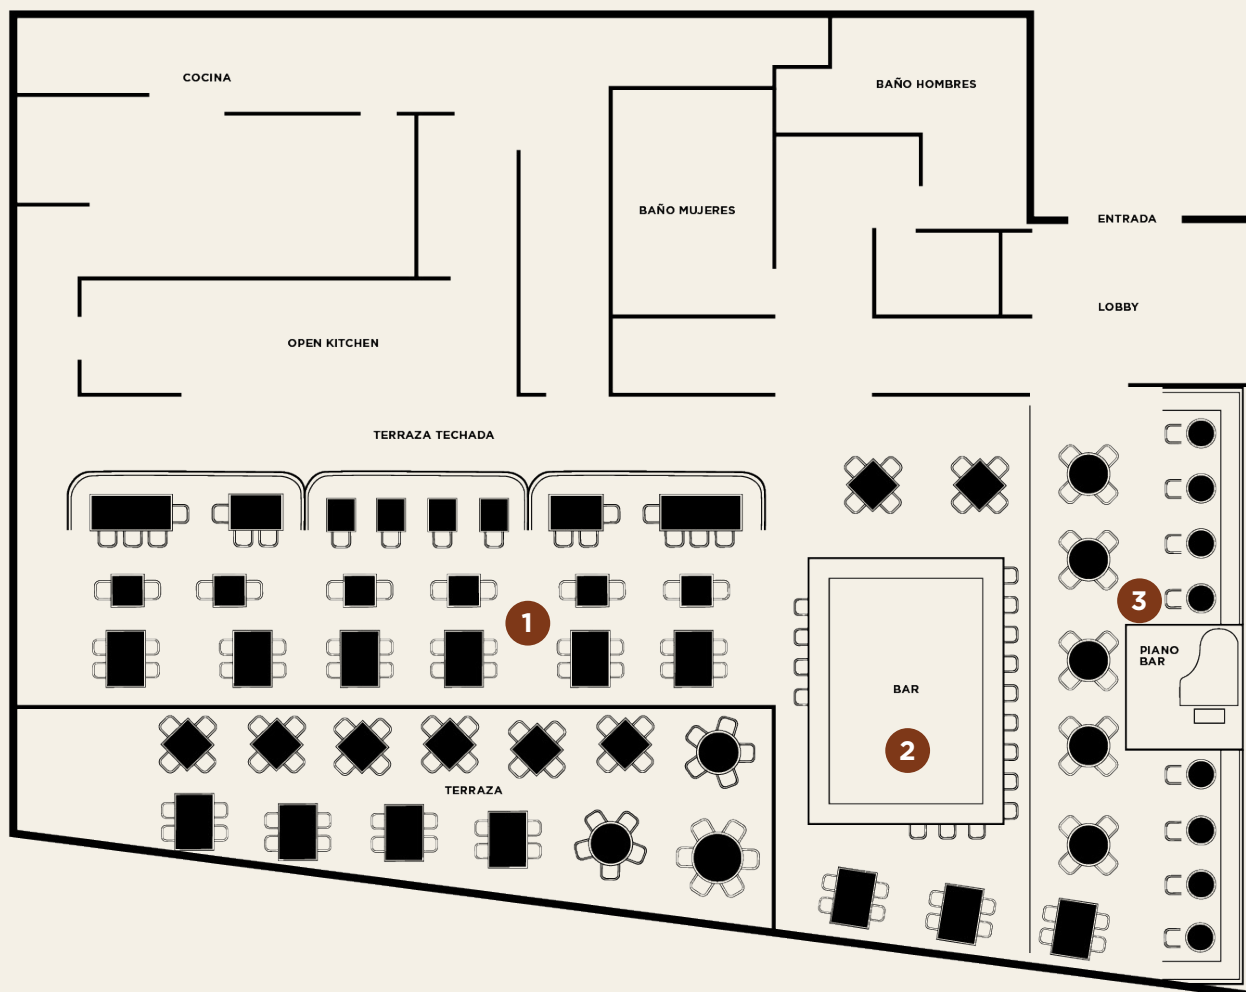 COCINA
BAÑO HOMBRES
BAÑO MUJERES
ENTRADA
LOBBY
OPEN KITCHEN
TERRAZA TECHADA
1
3
PIANO
BAR
BAR
2
TERRAZA